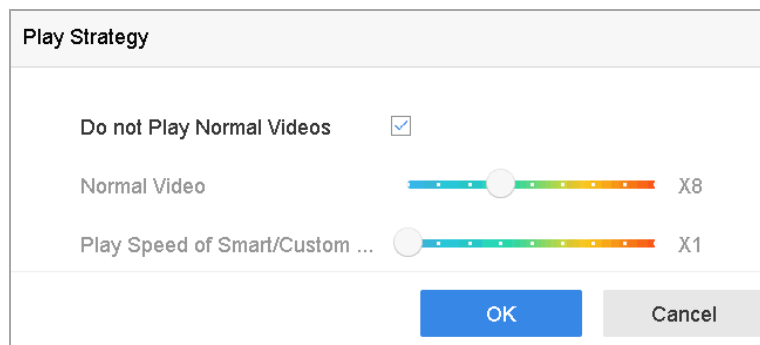 Play Strategy
Do not Play Normal Videos
Normal Video X8
Play Speed of Smart/Custom ... X1
OK Cancel